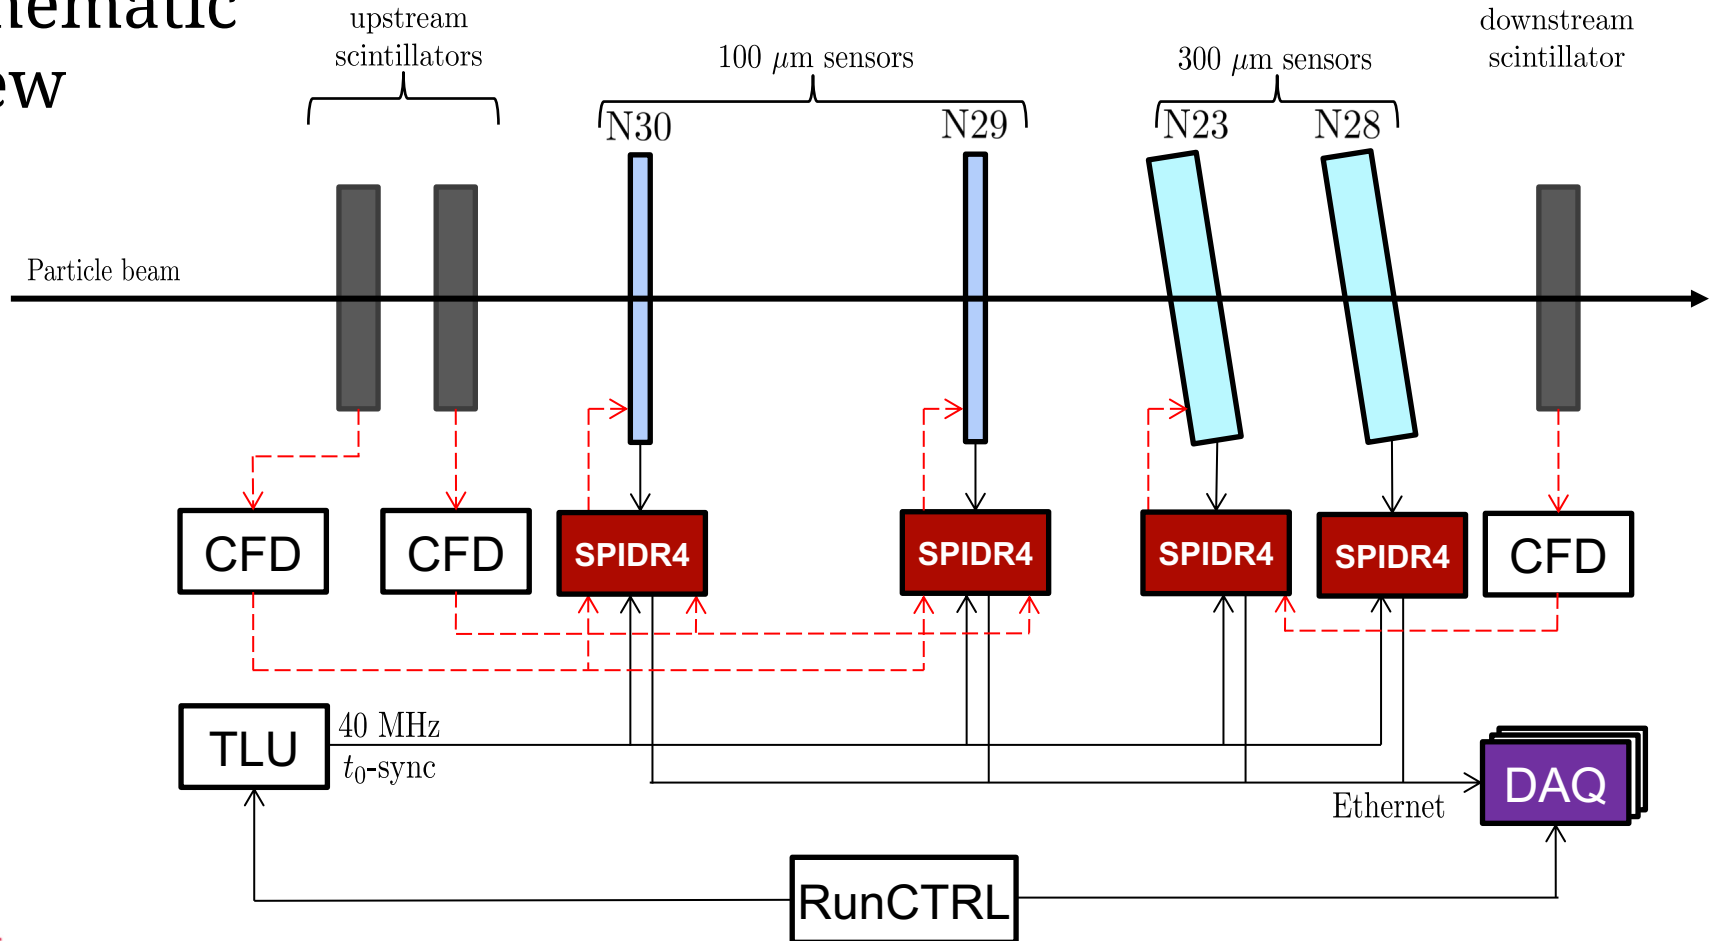 upstream
scintillators
100 μm sensors
300 μm sensors
downstream
scintillator
N30
N29
N23
N28
Particle beam
CFD
CFD
SPIDR4
SPIDR4
SPIDR4
SPIDR4
CFD
TLU
40 MHz
t₀-sync
Ethernet
DAQ
RunCTRL